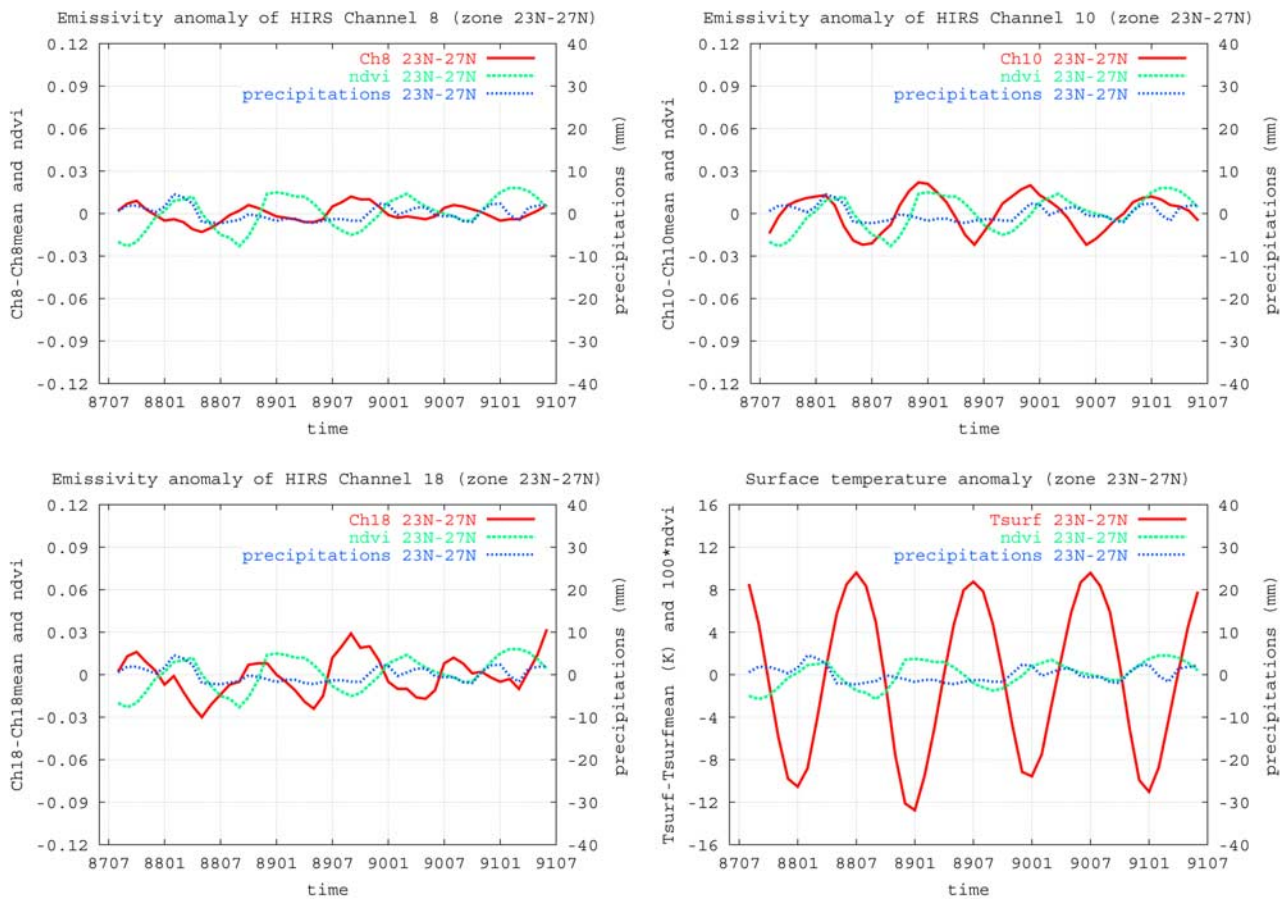 Emissivity anomaly of HIRS Channel 8 (zone 23N-27N)
0.12
0.09
0.06
0.03
0
-0.03
-0.06
-0.09
-0.12
Ch8-Ch8mean and ndvi
Ch8 23N-27N
ndvi 23N-27N
precipitations 23N-27N
40
30
20
10
0
-10
-20
-30
-40
precipitations (mm)
8707 8801 8807 8901 8907 9001 9007 9101 9107
time
Emissivity anomaly of HIRS Channel 10 (zone 23N-27N)
0.12
0.09
0.06
0.03
0
-0.03
-0.06
-0.09
-0.12
Ch10-Ch10mean and ndvi
Ch10 23N-27N
ndvi 23N-27N
precipitations 23N-27N
40
30
20
10
0
-10
-20
-30
-40
precipitations (mm)
8707 8801 8807 8901 8907 9001 9007 9101 9107
time
Emissivity anomaly of HIRS Channel 18 (zone 23N-27N)
0.12
0.09
0.06
0.03
0
-0.03
-0.06
-0.09
-0.12
Ch18-Ch18mean and ndvi
Ch18 23N-27N
ndvi 23N-27N
precipitations 23N-27N
40
30
20
10
0
-10
-20
-30
-40
precipitations (mm)
8707 8801 8807 8901 8907 9001 9007 9101 9107
time
Surface temperature anomaly (zone 23N-27N)
16
12
8
4
0
-4
-8
-12
-16
Tsurf-Tsurfmean (K) and 100*ndvi
Tsurf 23N-27N
ndvi 23N-27N
precipitations 23N-27N
40
30
20
10
0
-10
-20
-30
-40
precipitations (mm)
8707 8801 8807 8901 8907 9001 9007 9101 9107
time